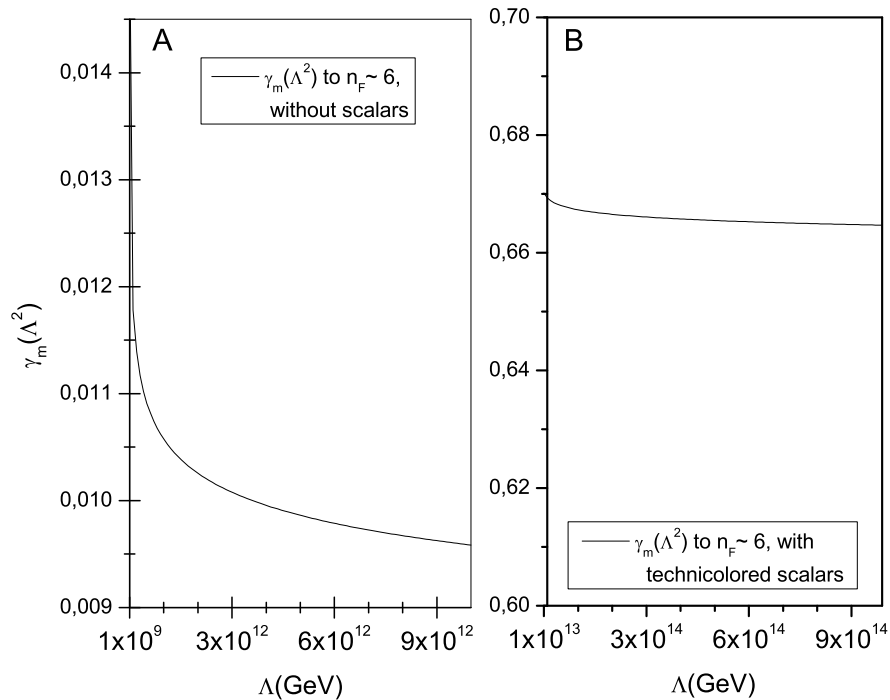 A
γm(Λ²) to nF~ 6,
without scalars
0,014
0,013
0,012
0,011
0,010
0,009
γm(Λ²)
1x10⁹ 3x10¹² 6x10¹² 9x10¹²
Λ(GeV)
B
0,70
0,68
0,66
0,64
0,62
0,60
γm(Λ²) to nF~ 6, with
technicolored scalars
1x10¹³ 3x10¹⁴ 6x10¹⁴ 9x10¹⁴
Λ(GeV)